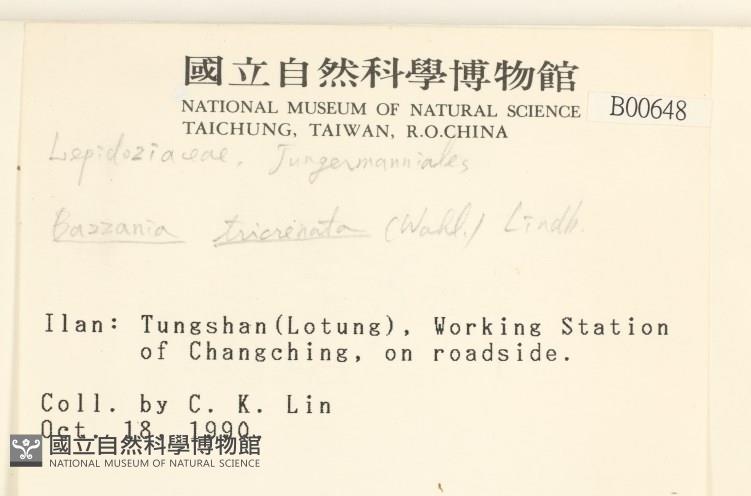 國立自然科學博物館
NATIONAL MUSEUM OF NATURAL SCIENCE
TAICHUNG, TAIWAN, R.O.CHINA
B00648
Lepidoziaceae, Jungermanniales
Bazzania tricrenata (Wahl.) Lindb.
Ilan: Tungshan(Lotung), Working Station
of Changching, on roadside.
Coll. by C. K. Lin
Oct. 18, 1990.
國立自然科學博物館
NATIONAL MUSEUM OF NATURAL SCIENCE